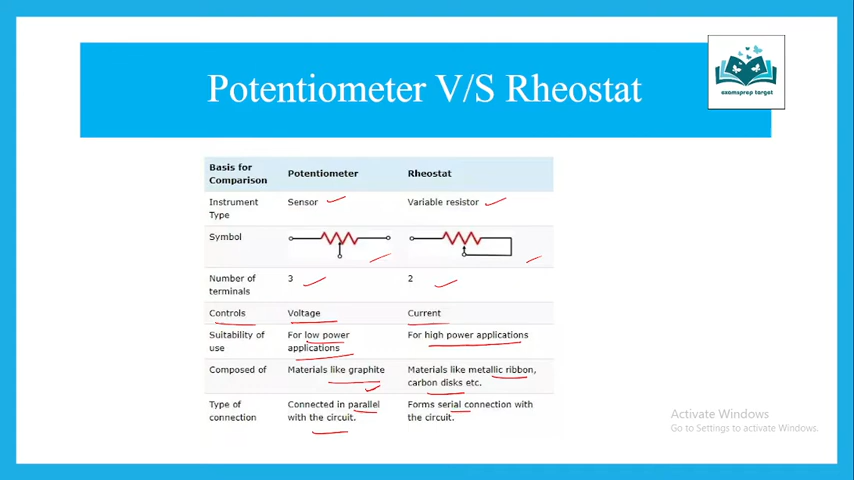 Potentiometer V/S Rheostat
examsprep target
Basis for Comparison Potentiometer Rheostat
Instrument Type Sensor Variable resistor
Symbol
Number of terminals 3 2
Controls Voltage Current
Suitability of use For low power applications For high power applications
Composed of Materials like graphite Materials like metallic ribbon, carbon disks etc.
Type of connection Connected in parallel with the circuit. Forms serial connection with the circuit.
Activate Windows
Go to Settings to activate Windows.